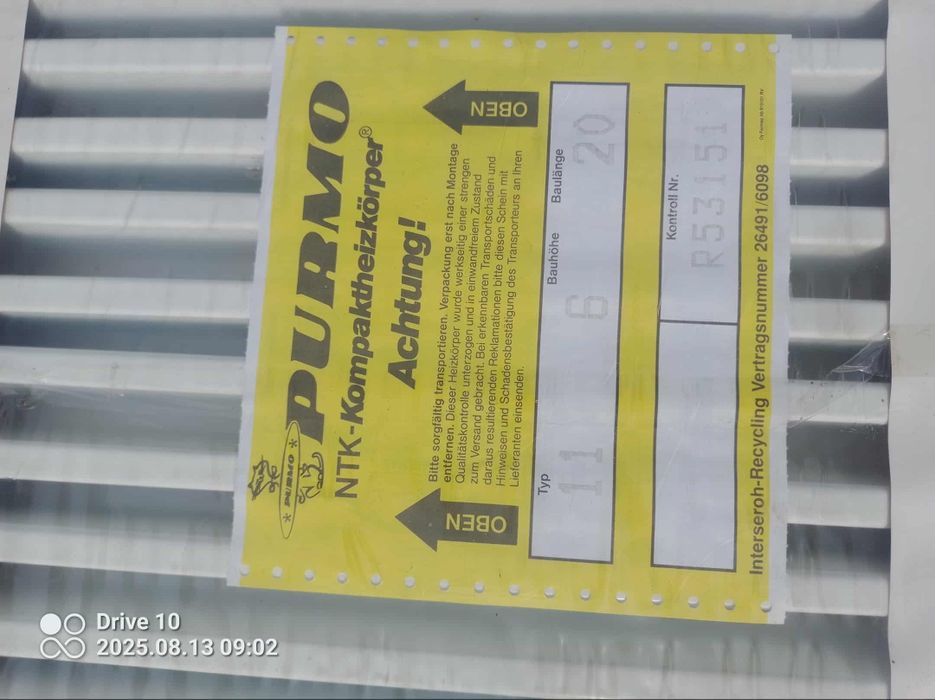 PURMO
PURMO
NTK-Kompaktheizkörper®
Achtung!
OBEN
OBEN
Bitte sorgfältig transportieren. Verpackung erst nach Montage
entfernen. Dieser Heizkörper wurde werkseitig einer strengen
Qualitätskontrolle unterzogen und in einwandfreiem Zustand
zum Versand gebracht. Bei erkennbaren Transportschäden und
daraus resultierenden Reklamationen bitte diesen Schein mit
Hinweisen und Schadensbestätigung des Transporteurs an Ihren
Lieferanten einsenden.
Typ Bauhöhe Baulänge
11 6 20
Kontroll Nr.
R533151
Interseroh-Recycling Vertragsnummer 26491/6098
Drive 10
2025.08.13 09:02